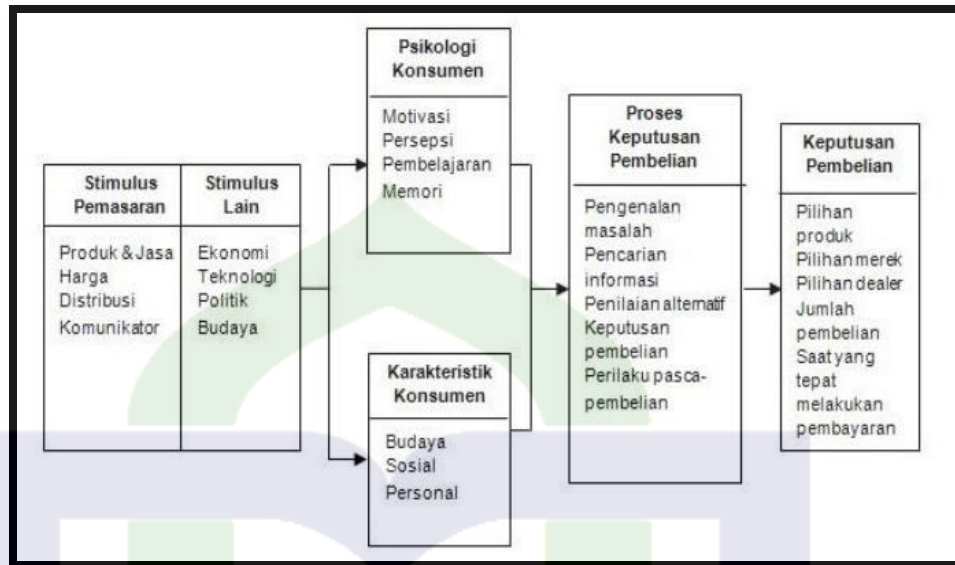 Stimulus
Pemasaran
Produk & Jasa
Harga
Distribusi
Komunikator
Stimulus
Lain
Ekonomi
Teknologi
Politik
Budaya
Psikologi
Konsumen
Motivasi
Persepsi
Pembelajaran
Memori
Karakteristik
Konsumen
Budaya
Sosial
Personal
Proses
Keputusan
Pembelian
Pengenalan
masalah
Pencarian
informasi
Penilaian alternatif
Keputusan
pembelian
Perilaku pasca-
pembelian
Keputusan
Pembelian
Pilihan
produk
Pilihan merek
Pilihan dealer
Jumlah
pembelian
Saat yang
tepat
melakukan
pembayaran